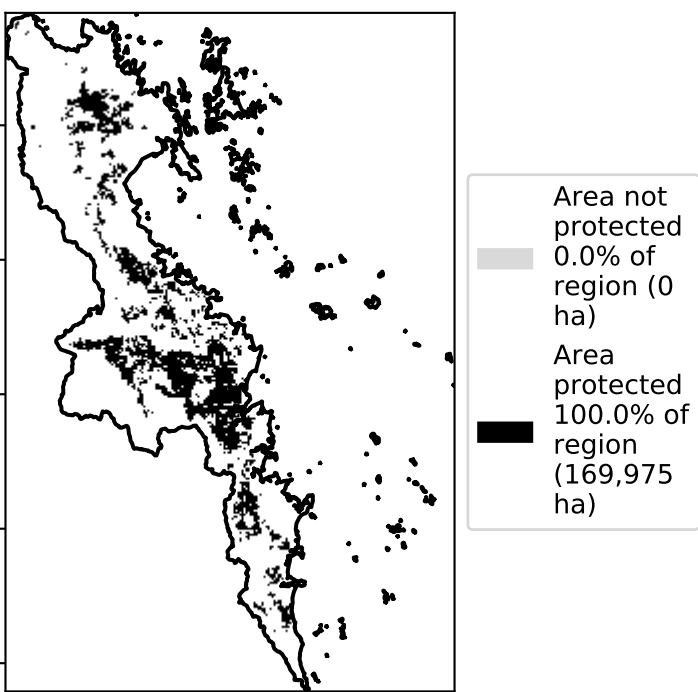 Area not
protected
0.0% of
region (0
ha)
Area
protected
100.0% of
region
(169,975
ha)